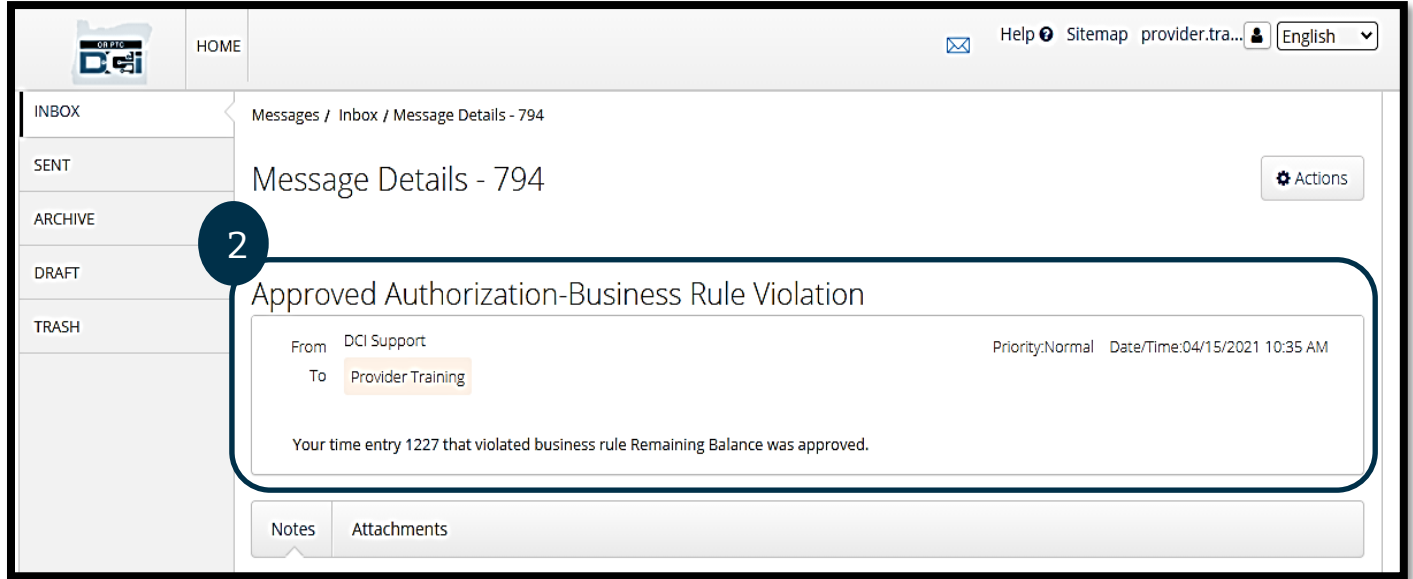 OR PTC
DCi
HOME
Help Sitemap provider.tra... English
INBOX
Messages / Inbox / Message Details - 794
SENT
Message Details - 794
Actions
ARCHIVE
2
DRAFT
Approved Authorization-Business Rule Violation
TRASH
From DCI Support
Priority:Normal Date/Time:04/15/2021 10:35 AM
To Provider Training
Your time entry 1227 that violated business rule Remaining Balance was approved.
Notes Attachments